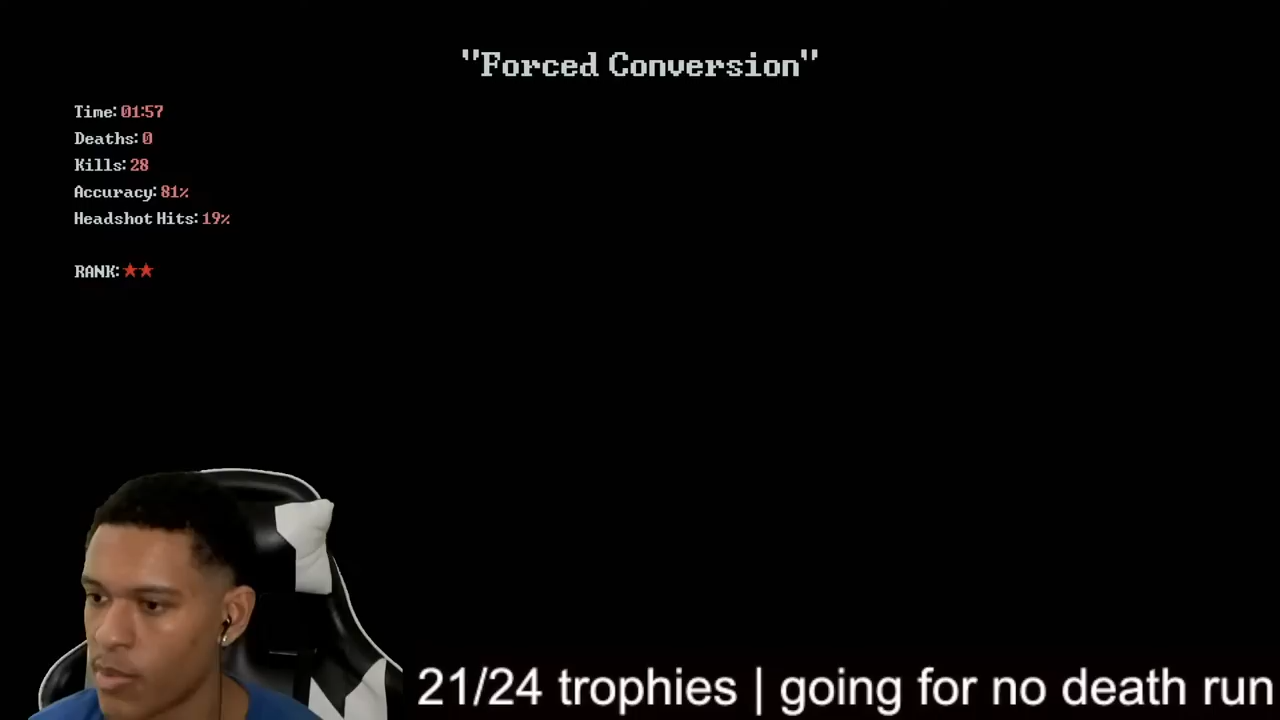 "Forced Conversion"
Time: 01:57
Deaths: 0
Kills: 28
Accuracy: 81%
Headshot Hits: 19%
RANK: ★★
21/24 trophies | going for no death run